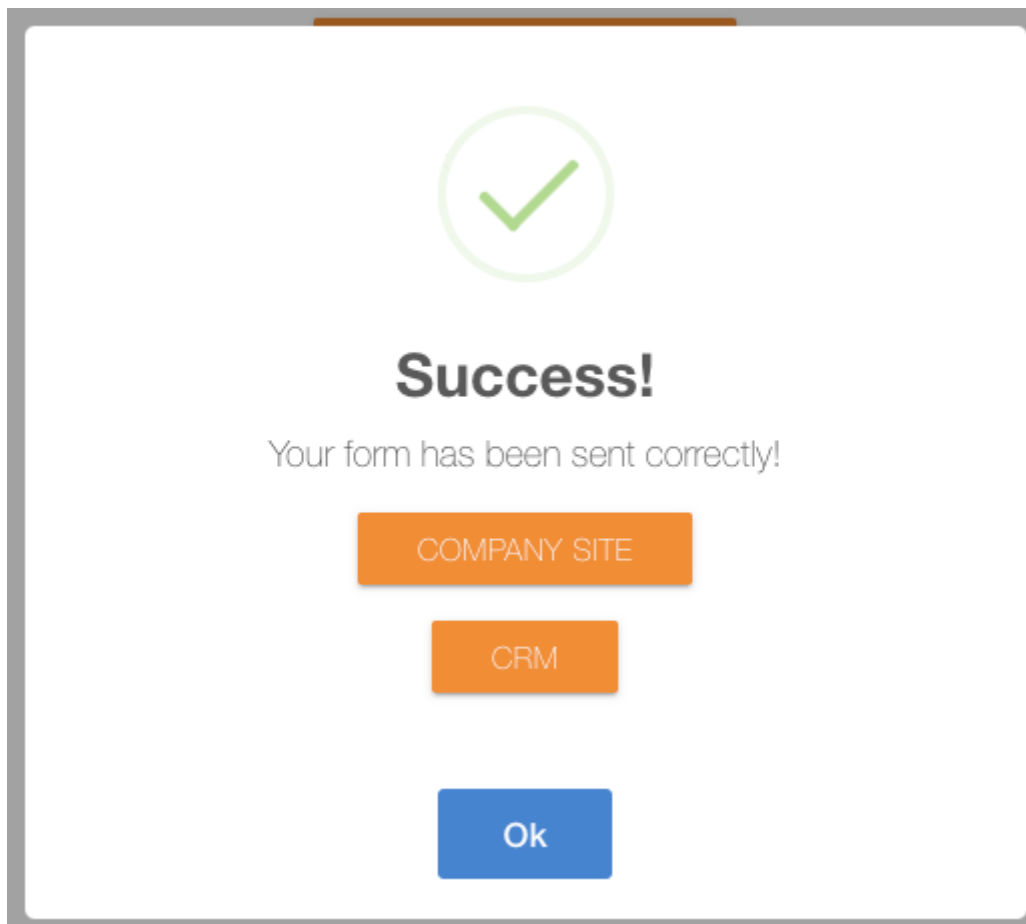 Success!
Your form has been sent correctly!
COMPANY SITE
CRM
Ok